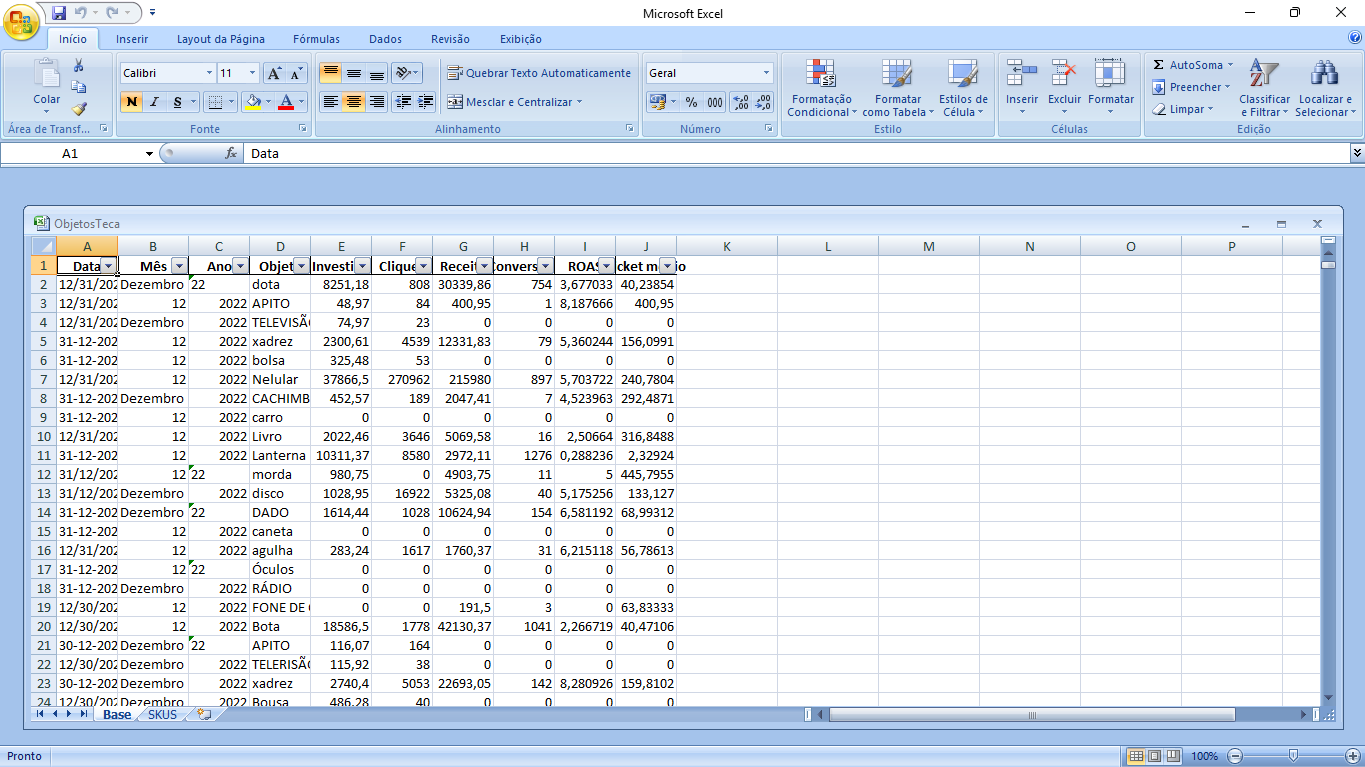 Microsoft Excel
Início Inserir Layout da Página Fórmulas Dados Revisão Exibição
Colar
Calibri 11
N I S
Quebrar Texto Automaticamente
Mesclar e Centralizar
Geral
% 000
Formatação Condicional
Formatar como Tabela
Estilos de Célula
Inserir Excluir Formatar
Σ AutoSoma
Preencher
Limpar
Classificar e Filtrar
Localizar e Selecionar
Área de Transf... Fonte Alinhamento Número Estilo Células Edição
A1 fx Data
ObjetosTeca
A B C D E F G H I J K L M N O P
1 Data Mês Ano Objet Investi Clique Receit Convers ROAS cket m io
2 12/31/202 Dezembro 22 dota 8251,18 808 30339,86 754 3,677033 40,23854
3 12/31/202 12 2022 APITO 48,97 84 400,95 1 8,187666 400,95
4 12/31/202 Dezembro 2022 TELEVISÃO 74,97 23 0 0 0 0
5 31-12-202 12 2022 xadrez 2300,61 4539 12331,83 79 5,360244 156,0991
6 31-12-202 12 2022 bolsa 325,48 53 0 0 0 0
7 12/31/202 12 2022 Nelular 37866,5 270962 215980 897 5,703722 240,7804
8 31-12-202 Dezembro 2022 CACHIMB 452,57 189 2047,41 7 4,523963 292,4871
9 31-12-202 12 2022 carro 0 0 0 0 0 0
10 12/31/202 12 2022 Livro 2022,46 3646 5069,58 16 2,50664 316,8488
11 31-12-202 12 2022 Lanterna 10311,37 8580 2972,11 1276 0,288236 2,32924
12 31/12/202 12 22 morda 980,75 0 4903,75 11 5 445,7955
13 31/12/202 Dezembro 2022 disco 1028,95 16922 5325,08 40 5,175256 133,127
14 31-12-202 Dezembro 22 DADO 1614,44 1028 10624,94 154 6,581192 68,99312
15 31-12-202 12 2022 caneta 0 0 0 0 0 0
16 12/31/202 12 2022 agulha 283,24 1617 1760,37 31 6,215118 56,78613
17 31-12-202 12 22 Óculos 0 0 0 0 0 0
18 31-12-202 Dezembro 2022 RÁDIO 0 0 0 0 0 0
19 12/30/202 12 2022 FONE DE 0 0 191,5 3 0 63,83333
20 12/30/202 12 2022 Bota 18586,5 1778 42130,37 1041 2,266719 40,47106
21 30-12-202 Dezembro 22 APITO 116,07 164 0 0 0 0
22 12/30/202 Dezembro 2022 TELERISÃO 115,92 38 0 0 0 0
23 30-12-202 Dezembro 2022 xadrez 2740,4 5053 22693,05 142 8,280926 159,8102
24 12/30/202 Dezembro 2022 Bousa 486,28 40 0 0 0 0
Base SKUS
Pronto 100%